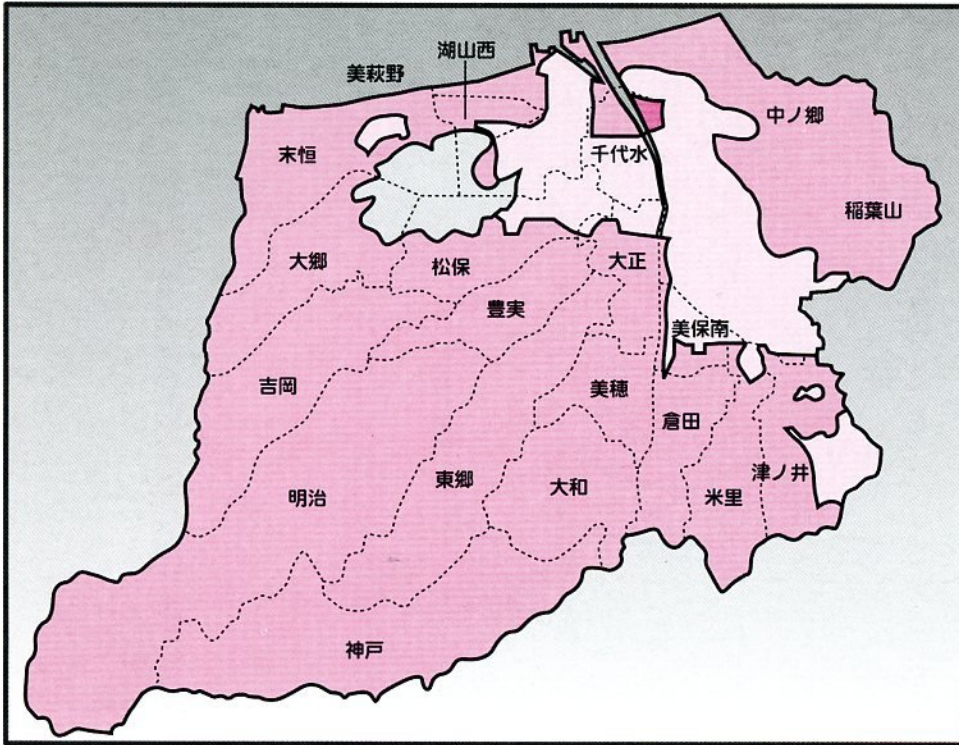 湖山西
美萩野
中ノ郷
末恒
千代水
稲葉山
大郷
松保
大正
豊実
美保南
吉岡
美穂
倉田
東郷
大和
津ノ井
明治
米里
神戸